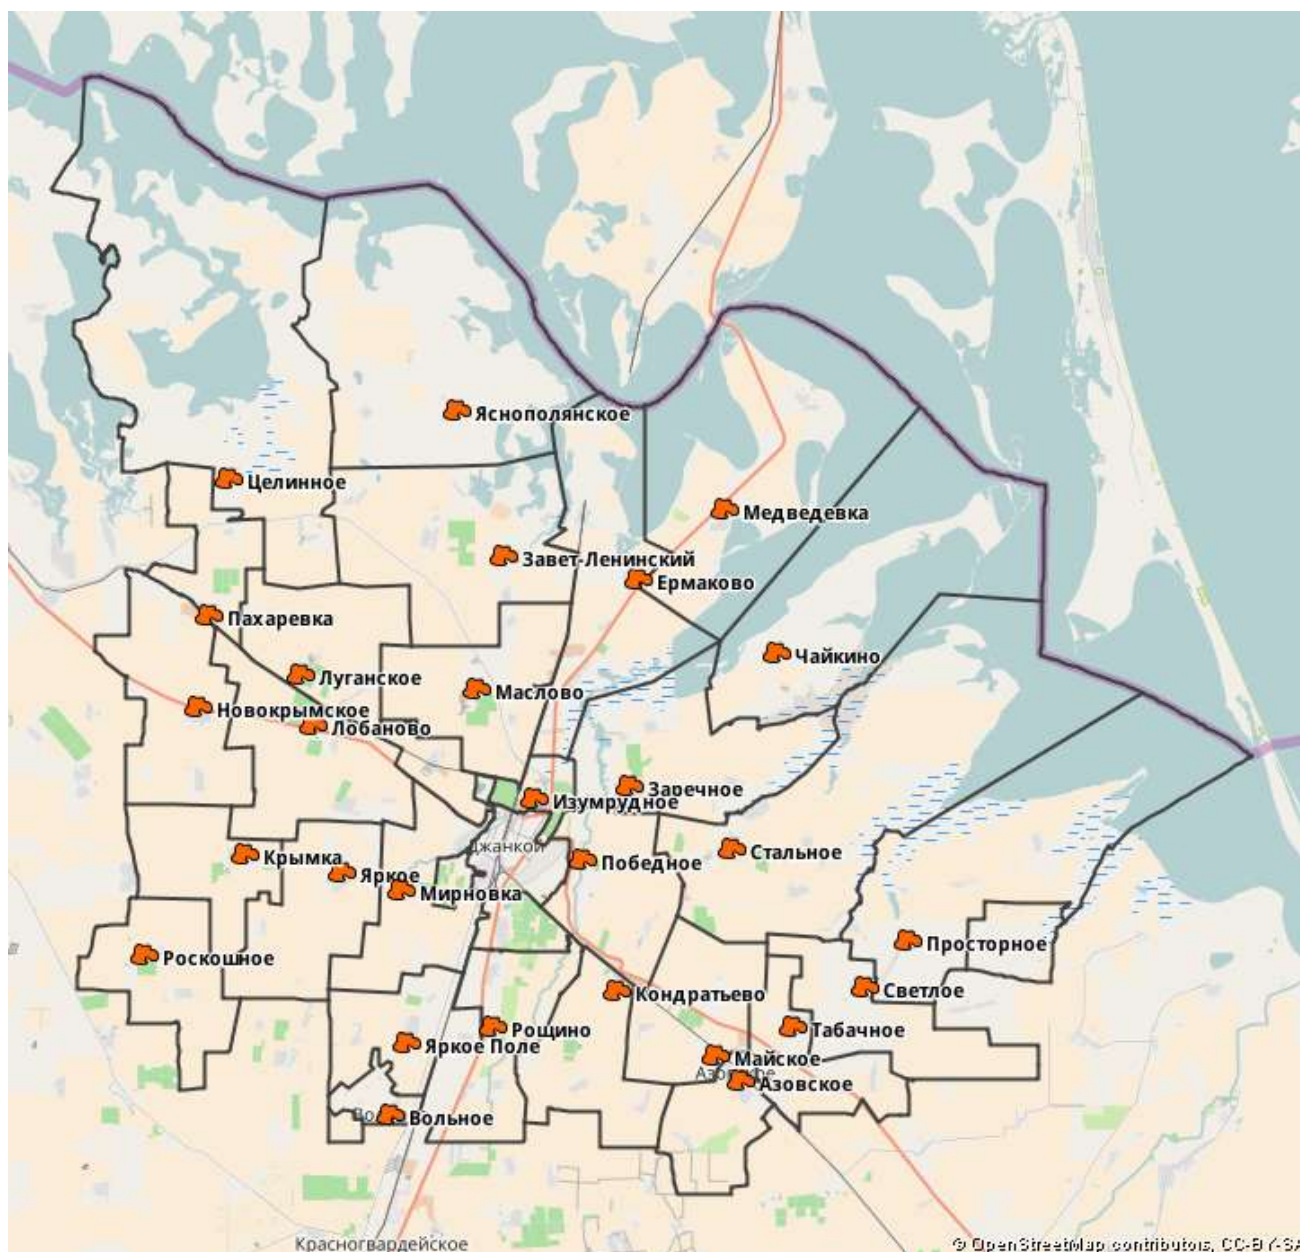 Яснополянское
Целинное
Медведевка
Завет-Ленинский
Ермаково
Пахаревка
Чайкино
Луганское
Маслово
Новокрымское
Лобаново
Заречное
Изумрудное
Джанкой
Стальное
Крымка
Победное
Яркое
Мирновка
Просторное
Роскошное
Светлое
Кондратьево
Рощино
Табачное
Яркое Поле
Майское
Азовское
Азовское
Вольное
Красногвардейское
© OpenStreetMap contributors, CC-BY-SA